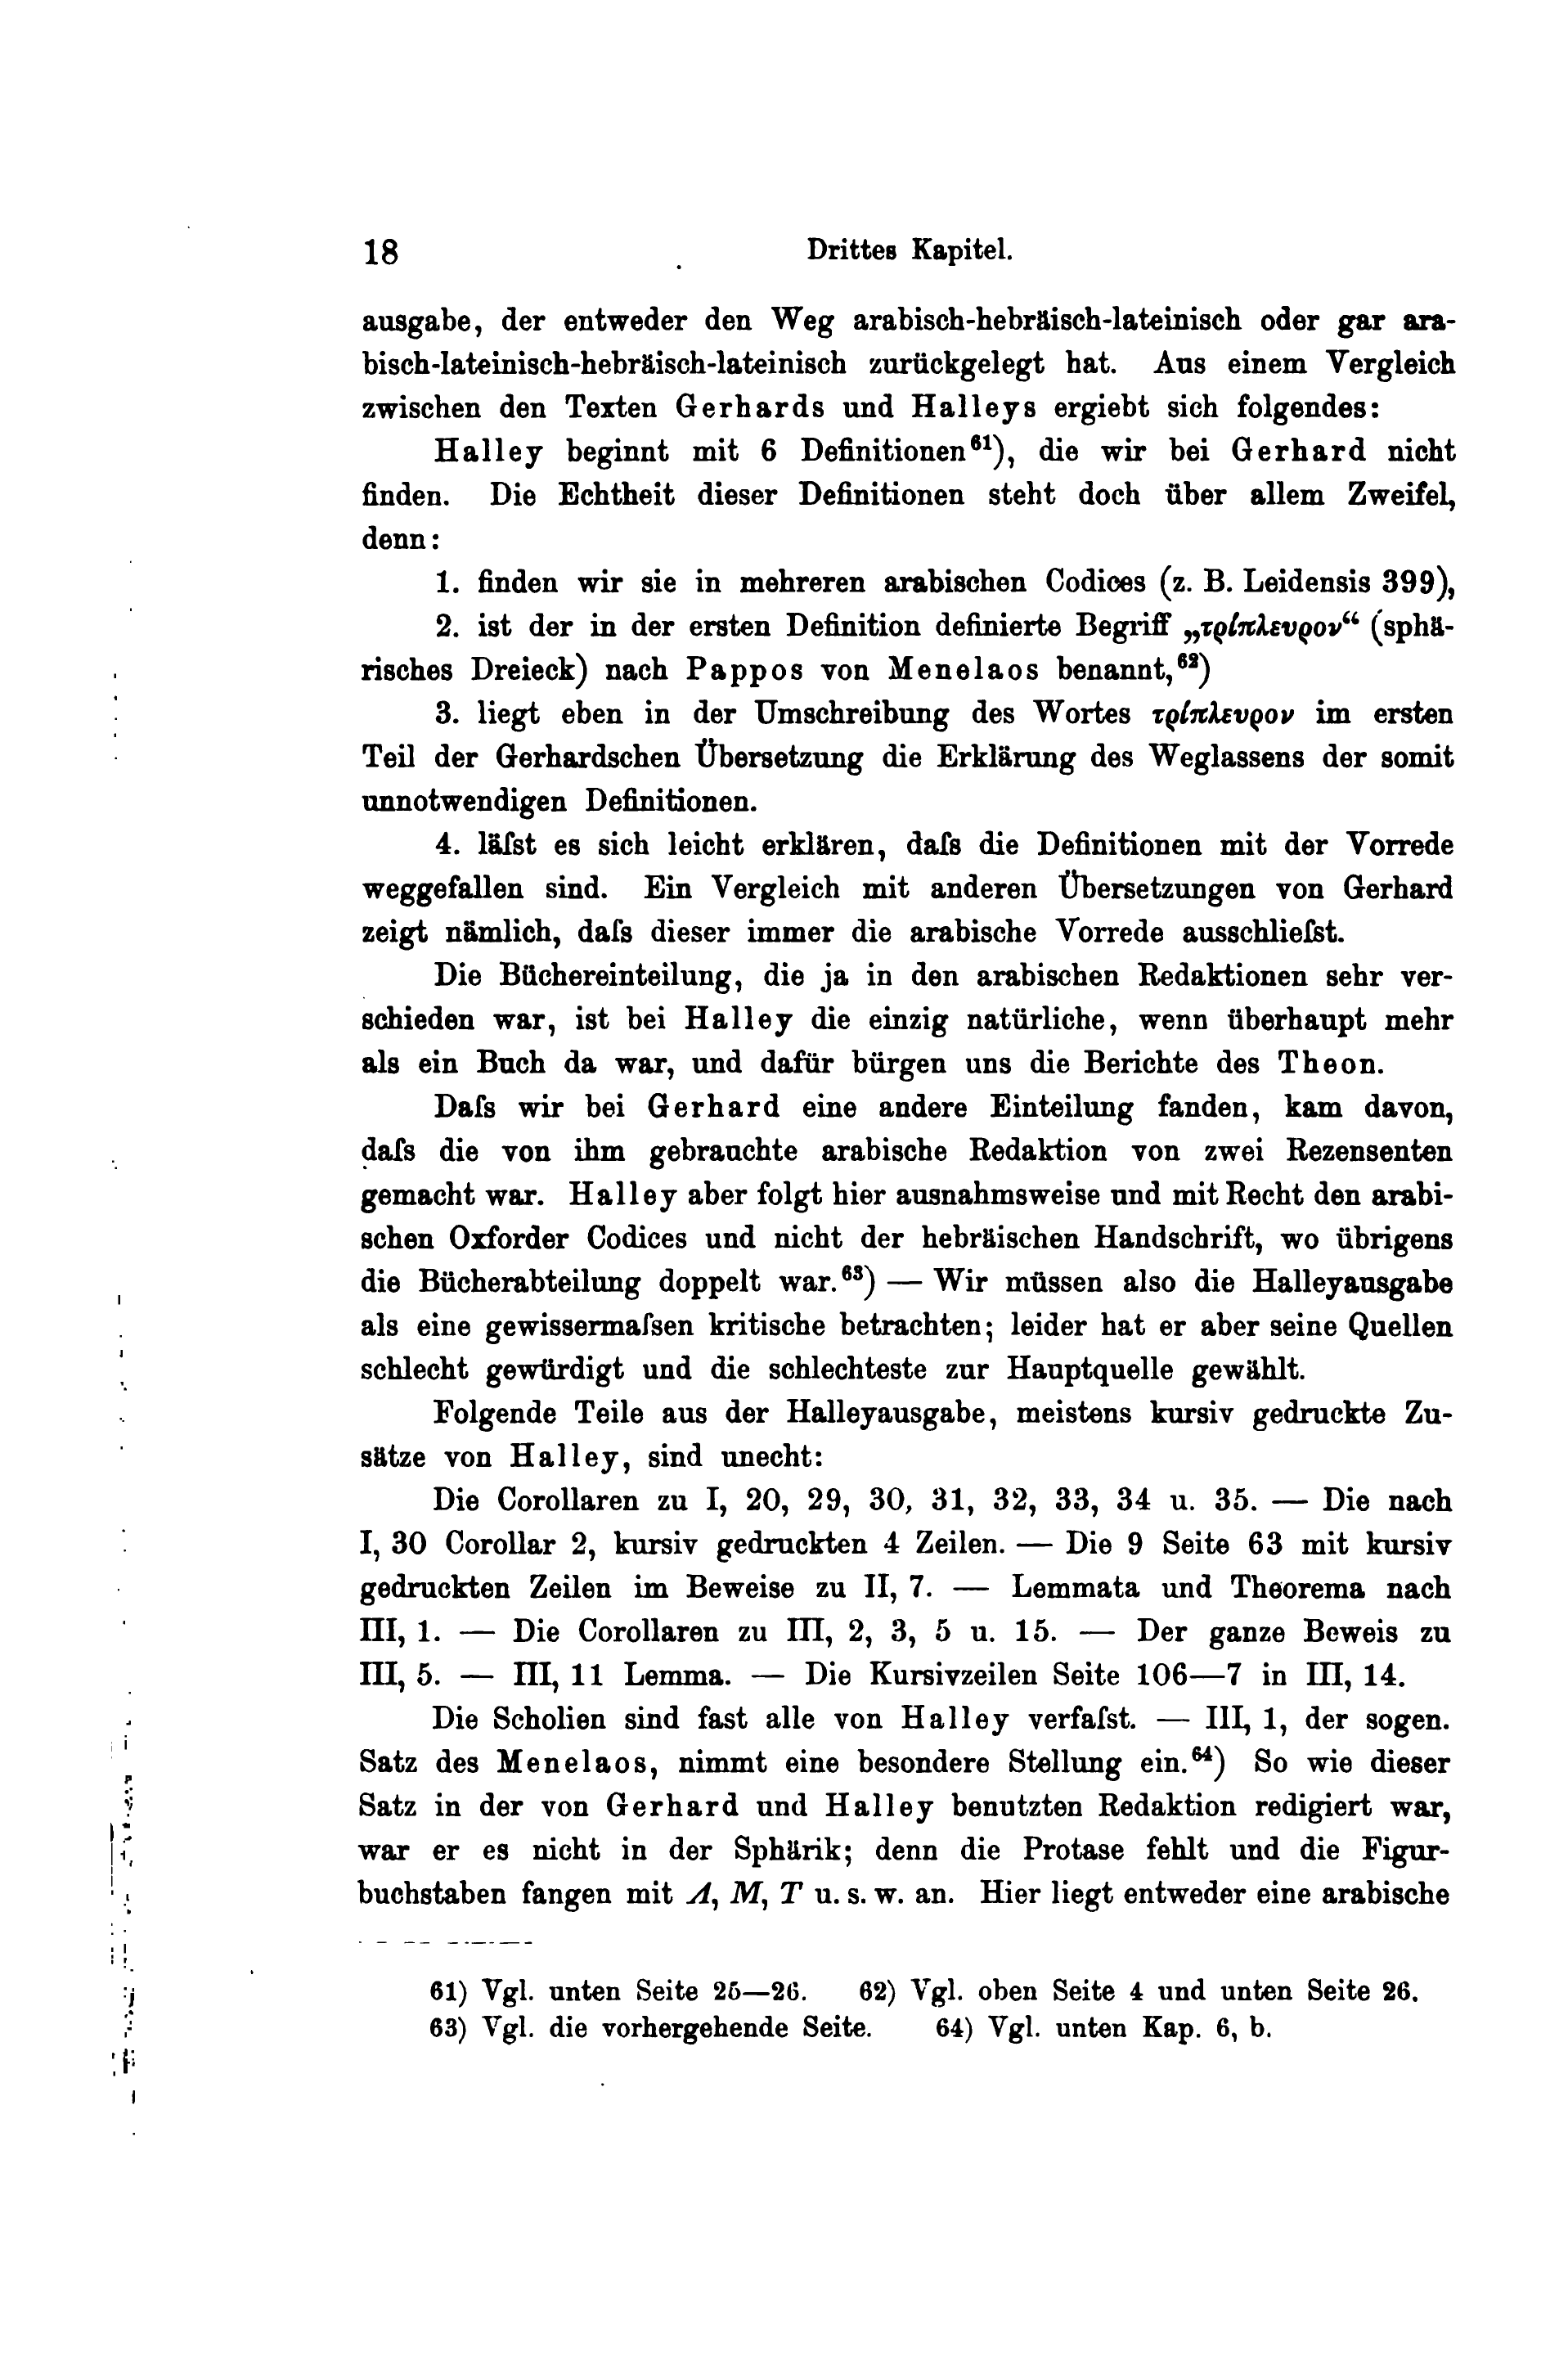 18 Drittes Kapitel.
ausgabe, der entweder den Weg arabisch-hebräisch-lateinisch oder gar ara-
bisch-lateinisch-hebräisch-lateinisch zurückgelegt hat. Aus einem Vergleich
zwischen den Texten Gerhards und Halleys ergiebt sich folgendes:
Halley beginnt mit 6 Definitionen⁶¹), die wir bei Gerhard nicht
finden. Die Echtheit dieser Definitionen steht doch über allem Zweifel,
denn:
1. finden wir sie in mehreren arabischen Codices (z. B. Leidensis 399),
2. ist der in der ersten Definition definierte Begriff „τρίπλευρον“ (sphä-
risches Dreieck) nach Pappos von Menelaos benannt,⁶²)
3. liegt eben in der Umschreibung des Wortes τρίπλευρον im ersten
Teil der Gerhardschen Übersetzung die Erklärung des Weglassens der somit
unnotwendigen Definitionen.
4. läſst es sich leicht erklären, daſs die Definitionen mit der Vorrede
weggefallen sind. Ein Vergleich mit anderen Übersetzungen von Gerhard
zeigt nämlich, daſs dieser immer die arabische Vorrede ausschlieſst.
Die Büchereinteilung, die ja in den arabischen Redaktionen sehr ver-
schieden war, ist bei Halley die einzig natürliche, wenn überhaupt mehr
als ein Buch da war, und dafür bürgen uns die Berichte des Theon.
Daſs wir bei Gerhard eine andere Einteilung fanden, kam davon,
daſs die von ihm gebrauchte arabische Redaktion von zwei Rezensenten
gemacht war. Halley aber folgt hier ausnahmsweise und mit Recht den arabi-
schen Oxforder Codices und nicht der hebräischen Handschrift, wo übrigens
die Bücherabteilung doppelt war.⁶³) — Wir müssen also die Halleyausgabe
als eine gewissermaſsen kritische betrachten; leider hat er aber seine Quellen
schlecht gewürdigt und die schlechteste zur Hauptquelle gewählt.
Folgende Teile aus der Halleyausgabe, meistens kursiv gedruckte Zu-
sätze von Halley, sind unecht:
Die Corollaren zu I, 20, 29, 30, 31, 32, 33, 34 u. 35. — Die nach
I, 30 Corollar 2, kursiv gedruckten 4 Zeilen. — Die 9 Seite 63 mit kursiv
gedruckten Zeilen im Beweise zu II, 7. — Lemmata und Theorema nach
III, 1. — Die Corollaren zu III, 2, 3, 5 u. 15. — Der ganze Beweis zu
III, 5. — III, 11 Lemma. — Die Kursivzeilen Seite 106—7 in III, 14.
Die Scholien sind fast alle von Halley verfaſst. — III, 1, der sogen.
Satz des Menelaos, nimmt eine besondere Stellung ein.⁶⁴) So wie dieser
Satz in der von Gerhard und Halley benutzten Redaktion redigiert war,
war er es nicht in der Sphärik; denn die Protase fehlt und die Figur-
buchstaben fangen mit Λ, M, T u. s. w. an. Hier liegt entweder eine arabische
61) Vgl. unten Seite 25—26. 62) Vgl. oben Seite 4 und unten Seite 26.
63) Vgl. die vorhergehende Seite. 64) Vgl. unten Kap. 6, b.